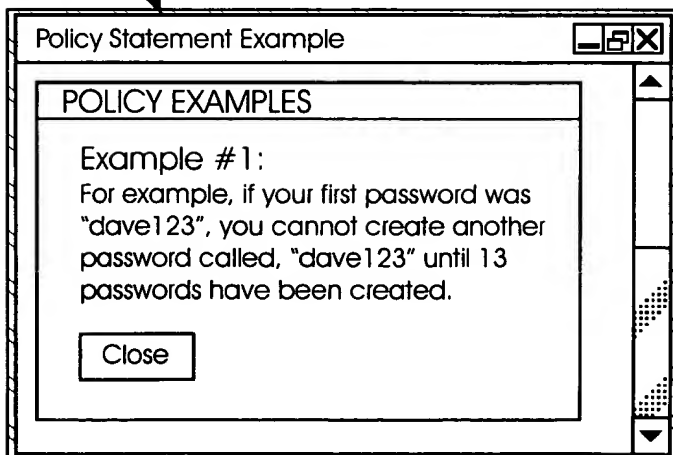 Policy Statement Example
POLICY EXAMPLES
Example #1:
For example, if your first password was
"dave123", you cannot create another
password called, "dave123" until 13
passwords have been created.
Close